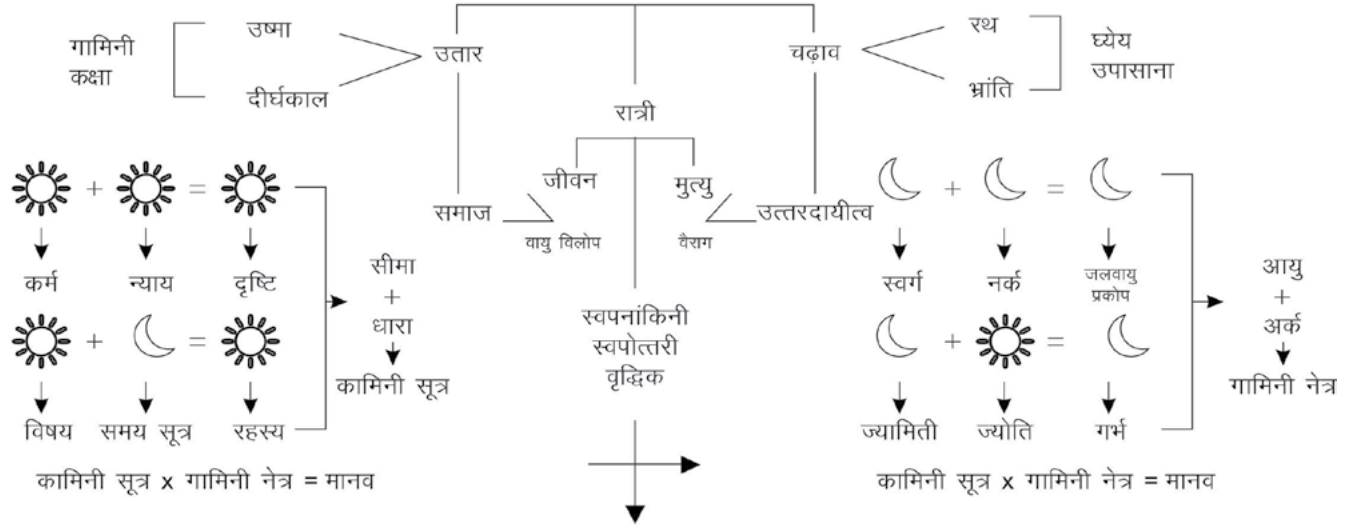 उष्मा
गामिनी
कक्षा
दीर्घकाल
उतार
चढ़ाव
रथ
भ्रांति
घ्येय
उपासाना
रात्री
जीवन
मुत्यु
समाज
वायु विलोप
वैराग
उत्तरदायीत्व
स्वपनांकिनी
स्वपोत्तरी
वृद्धिक
+ =
कर्म न्याय दृष्टि
+ =
विषय समय सूत्र रहस्य
सीमा
+
धारा
कामिनी सूत्र
कामिनी सूत्र x गामिनी नेत्र = मानव
+ =
स्वर्ग नर्क जलवायु
प्रकोप
+ =
ज्यामिती ज्योति गर्भ
आयु
+
अर्क
गामिनी नेत्र
कामिनी सूत्र x गामिनी नेत्र = मानव